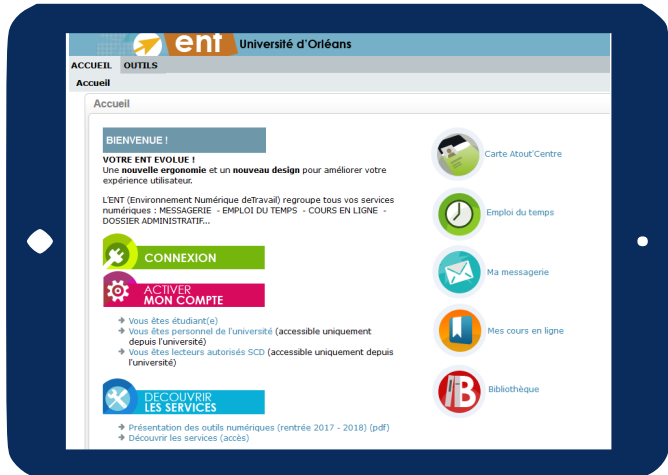 ent Université d'Orléans
ACCUEIL OUTILS
Accueil
Accueil
BIENVENUE !
VOTRE ENT EVOLUE !
Une nouvelle ergonomie et un nouveau design pour améliorer votre
expérience utilisateur.
L'ENT (Environnement Numérique deTravail) regroupe tous vos services
numériques : MESSAGERIE - EMPLOI DU TEMPS - COURS EN LIGNE -
DOSSIER ADMINISTRATIF...
CONNEXION
ACTIVER
MON COMPTE
Vous êtes étudiant(e)
Vous êtes personnel de l'université (accessible uniquement
depuis l'université)
Vous êtes lecteurs autorisés SCD (accessible uniquement depuis
l'université)
DECOUVRIR
LES SERVICES
Présentation des outils numériques (rentrée 2017 - 2018) (pdf)
Découvrir les services (accès)
Carte Atout'Centre
Emploi du temps
Ma messagerie
Mes cours en ligne
B
Bibliothèque